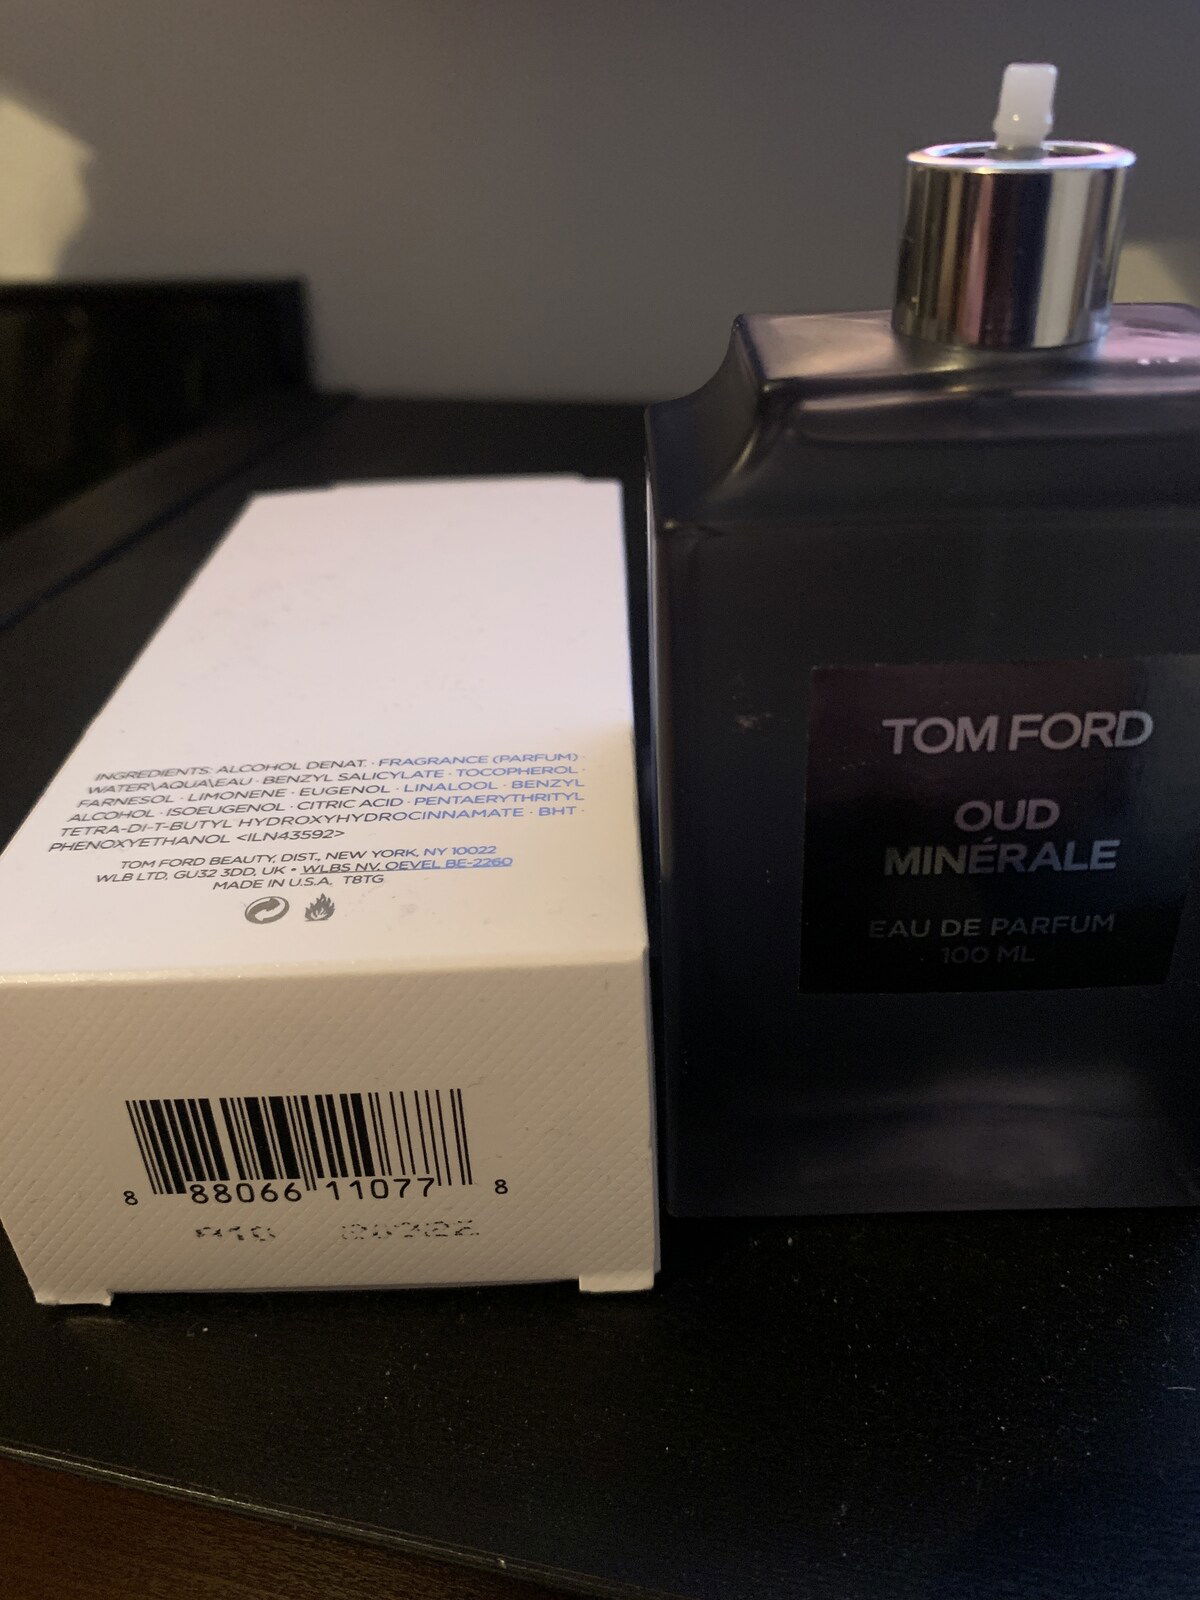 INGREDIENTS: ALCOHOL DENAT. · FRAGRANCE (PARFUM) ·
WATER\AQUA\EAU · BENZYL SALICYLATE · TOCOPHEROL ·
FARNESOL · LIMONENE · EUGENOL · LINALOOL · BENZYL
ALCOHOL · ISOEUGENOL · CITRIC ACID · PENTAERYTHRITYL
TETRA-DI-T-BUTYL HYDROXYHYDROCINNAMATE · BHT ·
PHENOXYETHANOL <ILN43592>
TOM FORD BEAUTY, DIST., NEW YORK, NY 10022
WLB LTD, GU32 3DD, UK • WLBS NV, OEVEL BE-2260
MADE IN U.S.A. T8TG
8 88066 11077 8
TOM FORD
OUD
MINÉRALE
EAU DE PARFUM
100 ML